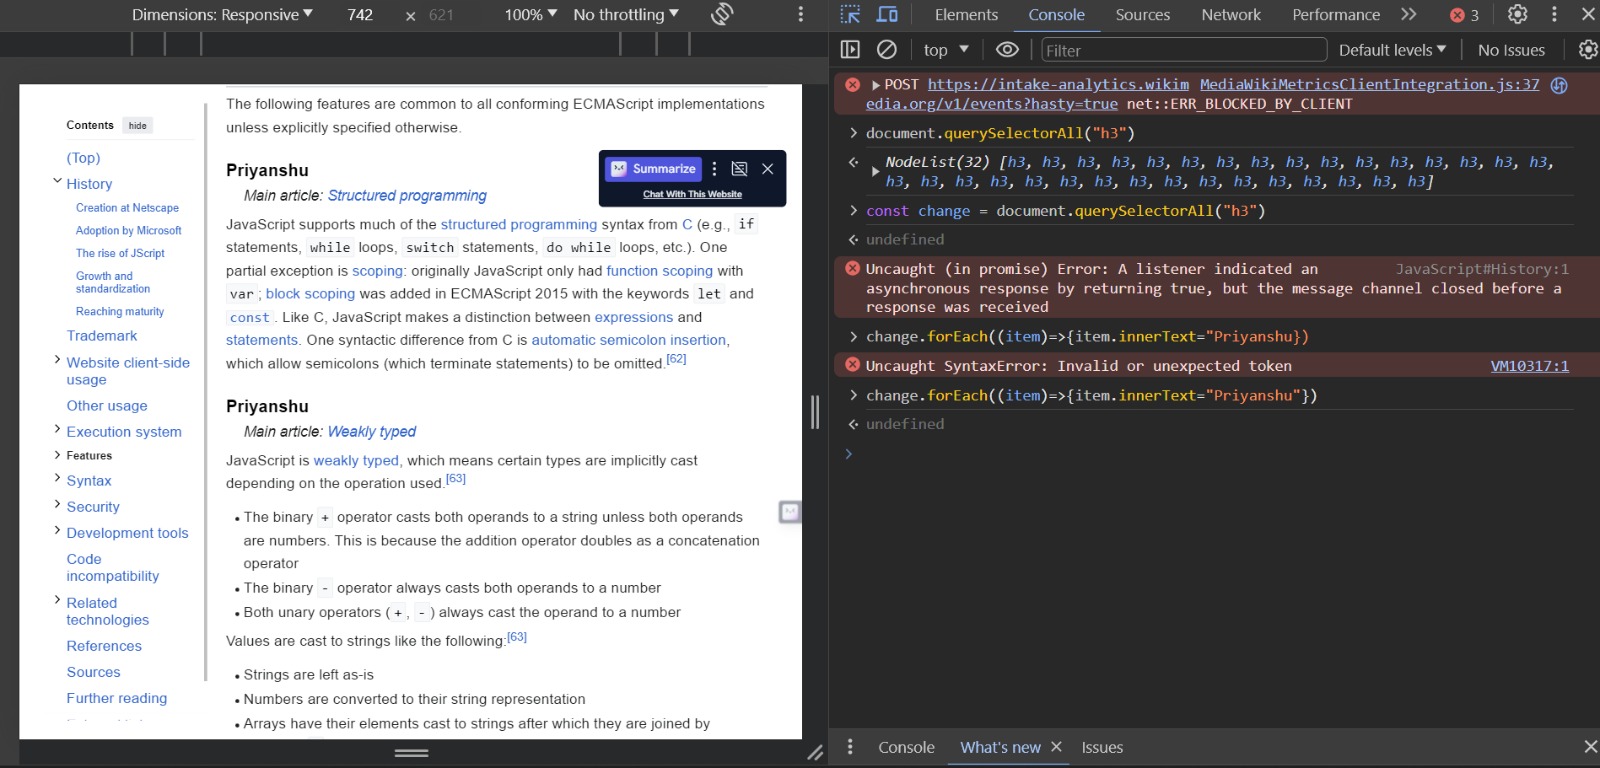 Dimensions: Responsive ▼ 742 × 621 100% ▼ No throttling ▼
The following features are common to all conforming ECMAScript implementations
unless explicitly specified otherwise.
Contents hide
(Top)
History
Creation at Netscape
Adoption by Microsoft
The rise of JScript
Growth and
standardization
Reaching maturity
Trademark
Website client-side
usage
Other usage
Execution system
Features
Syntax
Security
Development tools
Code
incompatibility
Related
technologies
References
Sources
Further reading
Priyanshu
Main article: Structured programming
Summarize
Chat With This Website
JavaScript supports much of the structured programming syntax from C (e.g., if
statements, while loops, switch statements, do while loops, etc.). One
partial exception is scoping: originally JavaScript only had function scoping with
var; block scoping was added in ECMAScript 2015 with the keywords let and
const. Like C, JavaScript makes a distinction between expressions and
statements. One syntactic difference from C is automatic semicolon insertion,
which allow semicolons (which terminate statements) to be omitted.[62]
Priyanshu
Main article: Weakly typed
JavaScript is weakly typed, which means certain types are implicitly cast
depending on the operation used.[63]
• The binary + operator casts both operands to a string unless both operands
are numbers. This is because the addition operator doubles as a concatenation
operator
• The binary - operator always casts both operands to a number
• Both unary operators (+, -) always cast the operand to a number
Values are cast to strings like the following:[63]
• Strings are left as-is
• Numbers are converted to their string representation
• Arrays have their elements cast to strings after which they are joined by
Elements Console Sources Network Performance 3
top ▼ Filter Default levels ▼ No Issues
▶POST https://intake-analytics.wikim MediaWikiMetricsClientIntegration.js:37
edia.org/v1/events?hasty=true net::ERR_BLOCKED_BY_CLIENT
> document.querySelectorAll("h3")
NodeList(32) [h3, h3, h3, h3, h3, h3, h3, h3, h3, h3, h3, h3, h3, h3, h3, h3,
h3, h3, h3, h3, h3, h3, h3, h3, h3, h3, h3, h3, h3, h3, h3, h3]
> const change = document.querySelectorAll("h3")
undefined
Uncaught (in promise) Error: A listener indicated an JavaScript#History:1
asynchronous response by returning true, but the message channel closed before a
response was received
> change.forEach((item)=>{item.innerText="Priyanshu})
Uncaught SyntaxError: Invalid or unexpected token VM10317:1
> change.forEach((item)=>{item.innerText="Priyanshu"})
undefined
>
Console What's new × Issues